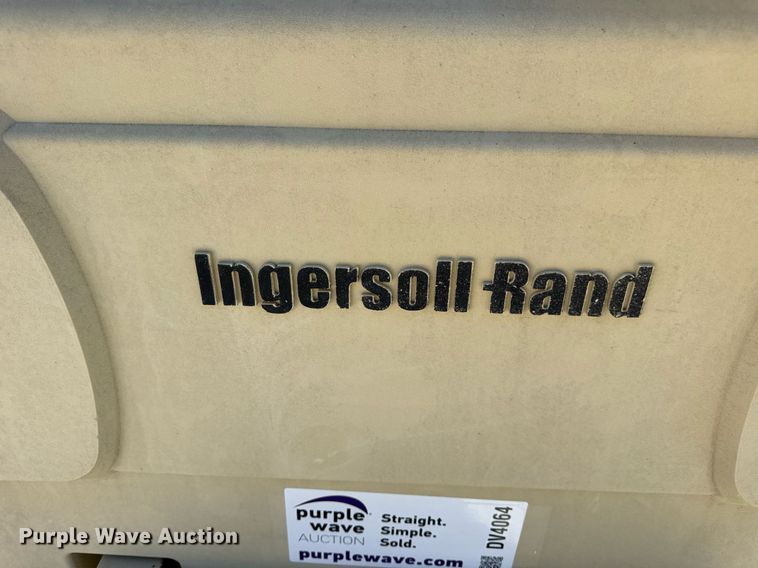 Ingersoll-Rand
purple
wave
AUCTION
Straight.
Simple.
Sold.
purplewave.com
DV4064
Purple Wave Auction